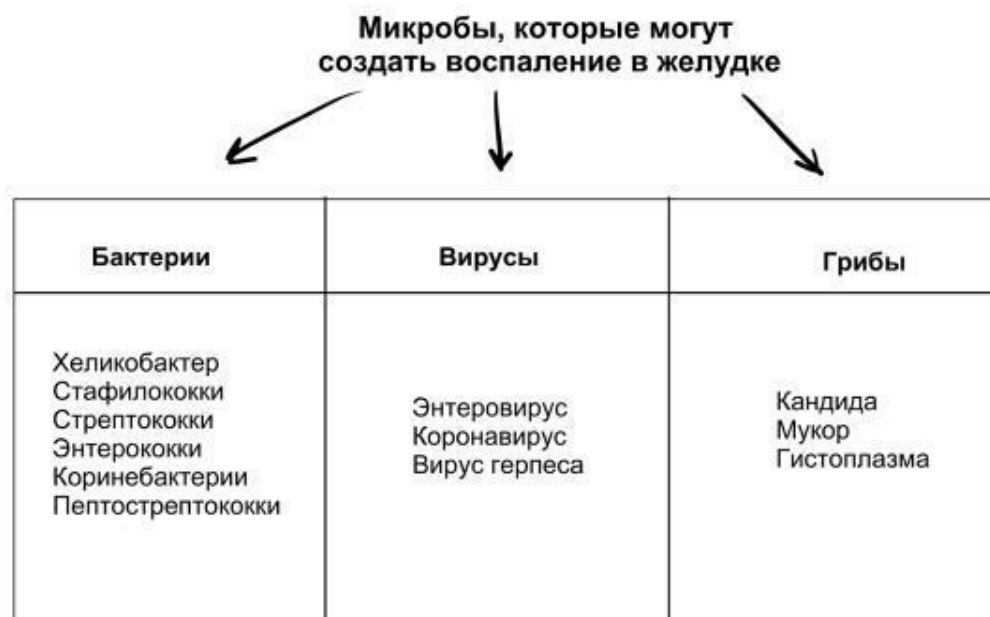 Микробы, которые могут
создать воспаление в желудке
Бактерии
Вирусы
Грибы
Хеликобактер
Стафилококки
Стрептококки
Энтерококки
Коринебактерии
Пептострептококки
Энтеровирус
Коронавирус
Вирус герпеса
Кандида
Мукор
Гистоплазма